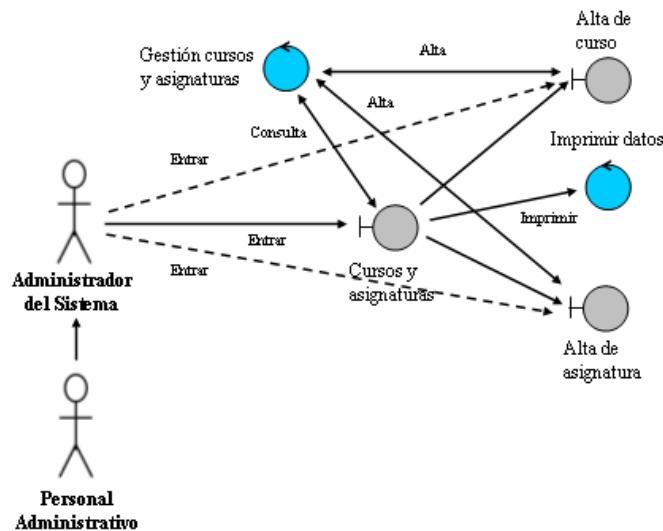 Alta de
curso
Gestión cursos
y asignaturas
Alta
Alta
Consulta
Imprimir datos
Entrar
Imprimir
Entrar
Cursos y
asignaturas
Entrar
Administrador
del Sistema
Alta de
asignatura
Personal
Administrativo